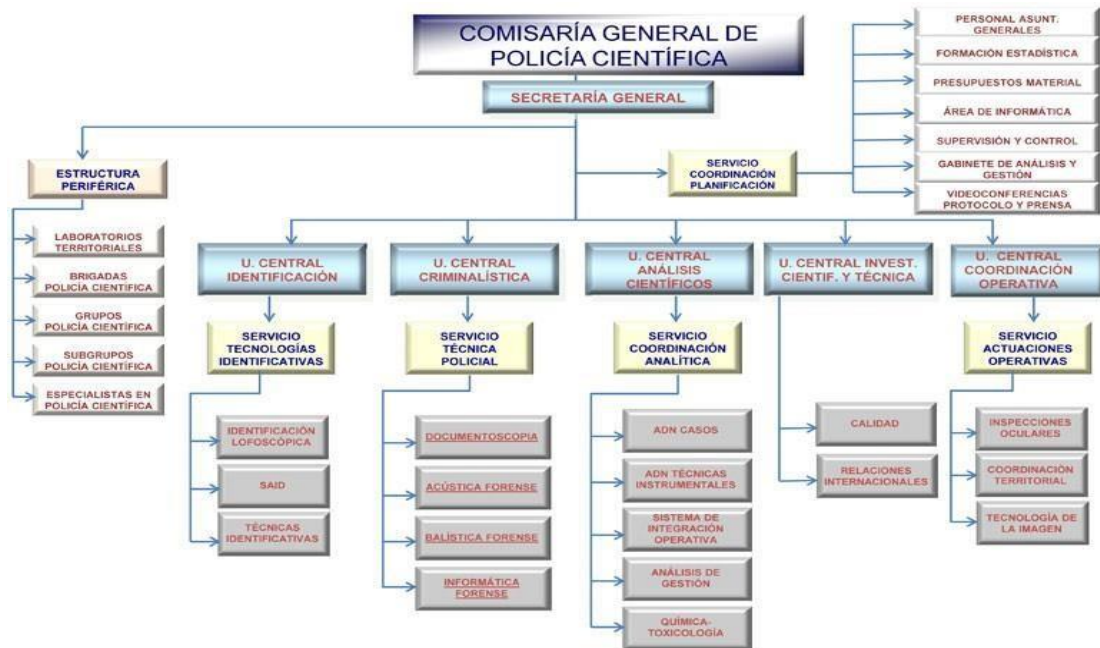 COMISARÍA GENERAL DE
POLICÍA CIENTÍFICA
SECRETARÍA GENERAL
PERSONAL ASUNT.
GENERALES
FORMACIÓN ESTADÍSTICA
PRESUPUESTOS MATERIAL
ÁREA DE INFORMÁTICA
SUPERVISIÓN Y CONTROL
GABINETE DE ANÁLISIS Y
GESTIÓN
VIDEOCONFERENCIAS
PROTOCOLO Y PRENSA
SERVICIO
COORDINACIÓN
PLANIFICACIÓN
ESTRUCTURA
PERIFÉRICA
LABORATORIOS
TERRITORIALES
BRIGADAS
POLICÍA CIENTÍFICA
GRUPOS
POLICÍA CIENTÍFICA
SUBGRUPOS
POLICÍA CIENTÍFICA
ESPECIALISTAS EN
POLICÍA CIENTÍFICA
U. CENTRAL
IDENTIFICACIÓN
SERVICIO
TECNOLOGÍAS
IDENTIFICATIVAS
IDENTIFICACIÓN
LOFOSCÓPICA
SAID
TÉCNICAS
IDENTIFICATIVAS
U. CENTRAL
CRIMINALÍSTICA
SERVICIO
TÉCNICA
POLICIAL
DOCUMENTOSCOPIA
ACÚSTICA FORENSE
BALÍSTICA FORENSE
INFORMÁTICA
FORENSE
U. CENTRAL
ANÁLISIS
CIENTÍFICOS
SERVICIO
COORDINACIÓN
ANALÍTICA
ADN CASOS
ADN TÉCNICAS
INSTRUMENTALES
SISTEMA DE
INTEGRACIÓN
OPERATIVA
ANÁLISIS DE
GESTIÓN
QUÍMICA-
TOXICOLOGÍA
U. CENTRAL INVEST.
CIENTIF. Y TÉCNICA
CALIDAD
RELACIONES
INTERNACIONALES
U. CENTRAL
COORDINACIÓN
OPERATIVA
SERVICIO
ACTUACIONES
OPERATIVAS
INSPECCIONES
OCULARES
COORDINACIÓN
TERRITORIAL
TECNOLOGÍA DE
LA IMAGEN